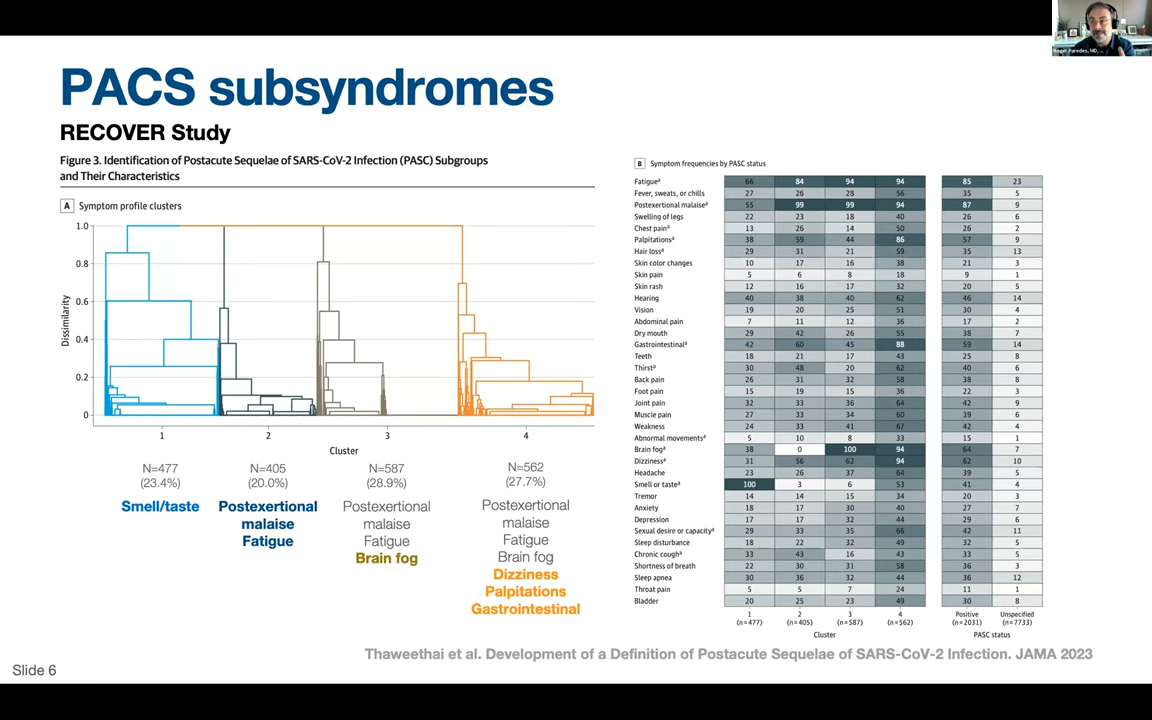 Roger Paredes, MD,
PACS subsyndromes
RECOVER Study
Figure 3. Identification of Postacute Sequelae of SARS-CoV-2 Infection (PASC) Subgroups
and Their Characteristics
A Symptom profile clusters
1.0
0.8
0.6
0.4
0.2
0
Dissimilarity
1 2 3 4
Cluster
N=477 N=405 N=587 N=562
(23.4%) (20.0%) (28.9%) (27.7%)
Smell/taste
Postexertional
malaise
Fatigue
Postexertional
malaise
Fatigue
Brain fog
Postexertional
malaise
Fatigue
Brain fog
Dizziness
Palpitations
Gastrointestinal
B Symptom frequencies by PASC status
Fatigueª 66 84 94 94 85 23
Fever, sweats, or chills 27 26 28 56 35 5
Postexertional malaiseª 55 99 99 94 87 9
Swelling of legs 22 23 18 40 26 6
Chest painª 13 26 14 50 26 2
Palpitationsª 38 59 44 86 57 9
Hair lossª 29 31 21 59 35 13
Skin color changes 10 17 16 38 21 3
Skin pain 5 6 8 18 9 1
Skin rash 12 16 17 32 20 5
Hearing 40 38 40 62 46 14
Vision 19 20 25 51 30 4
Abdominal pain 7 11 12 36 17 2
Dry mouth 29 42 26 55 38 7
Gastrointestinalª 42 60 45 88 59 14
Teeth 18 21 17 43 25 8
Thirstª 30 48 20 62 40 6
Back pain 26 31 32 58 38 8
Foot pain 15 19 15 36 22 3
Joint pain 32 33 36 64 42 9
Muscle pain 27 33 34 60 39 6
Weakness 24 33 41 67 42 4
Abnormal movementsª 5 10 8 33 15 1
Brain fogª 38 0 100 94 64 7
Dizzinessª 31 56 62 94 62 10
Headache 23 26 37 64 39 5
Smell or tasteª 100 3 6 53 41 4
Tremor 14 14 15 34 20 3
Anxiety 18 17 30 40 27 7
Depression 17 17 32 44 29 6
Sexual desire or capacityª 29 33 35 66 42 11
Sleep disturbance 18 22 32 49 32 5
Chronic coughª 33 43 16 43 33 5
Shortness of breath 22 30 31 58 36 3
Sleep apnea 30 36 32 44 36 12
Throat pain 5 5 7 24 11 1
Bladder 20 25 23 49 30 8
1 2 3 4 Positive Unspecified
(n=477) (n=405) (n=587) (n=562) (n=2031) (n=7733)
Cluster PASC status
Thaweethai et al. Development of a Definition of Postacute Sequelae of SARS-CoV-2 Infection. JAMA 2023
Slide 6